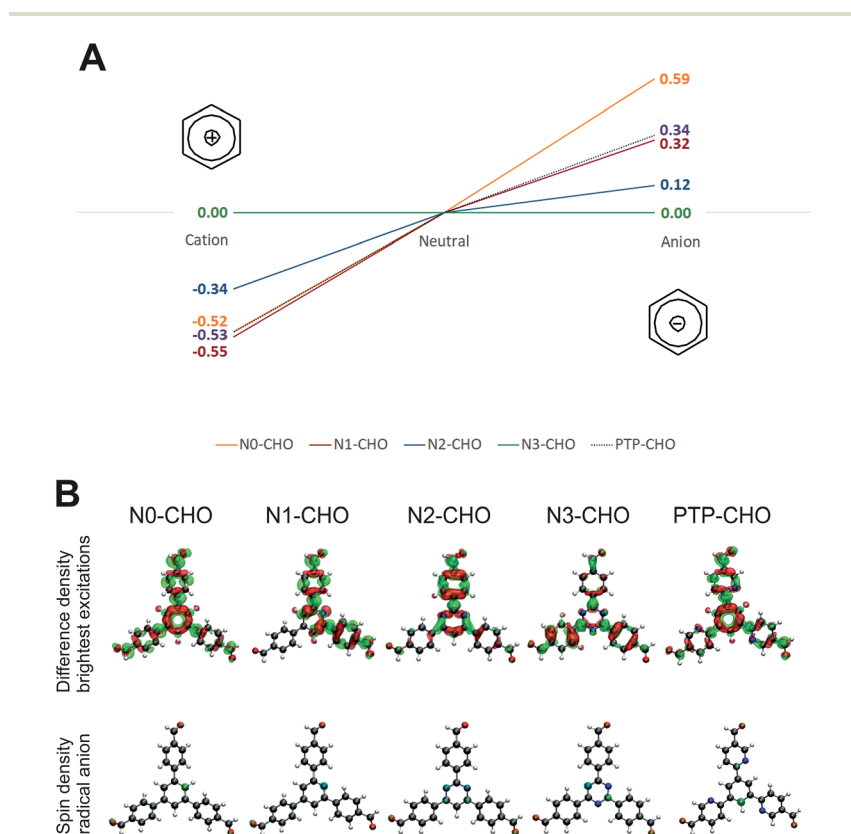 A
0.59
0.34
0.32
0.12
0.00
0.00
Cation
Neutral
Anion
-0.34
-0.52
-0.53
-0.55
N0-CHO N1-CHO N2-CHO N3-CHO PTP-CHO
B
N0-CHO N1-CHO N2-CHO N3-CHO PTP-CHO
Difference density
brightest excitations
Spin density
radical anion